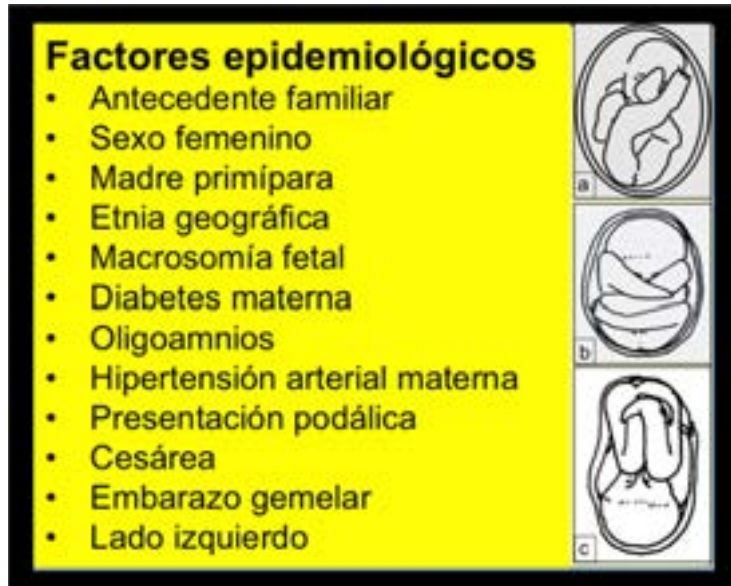 Factores epidemiológicos
• Antecedente familiar
• Sexo femenino
• Madre primípara
• Etnia geográfica
• Macrosomía fetal
• Diabetes materna
• Oligoamnios
• Hipertensión arterial materna
• Presentación podálica
• Cesárea
• Embarazo gemelar
• Lado izquierdo
a
b
c